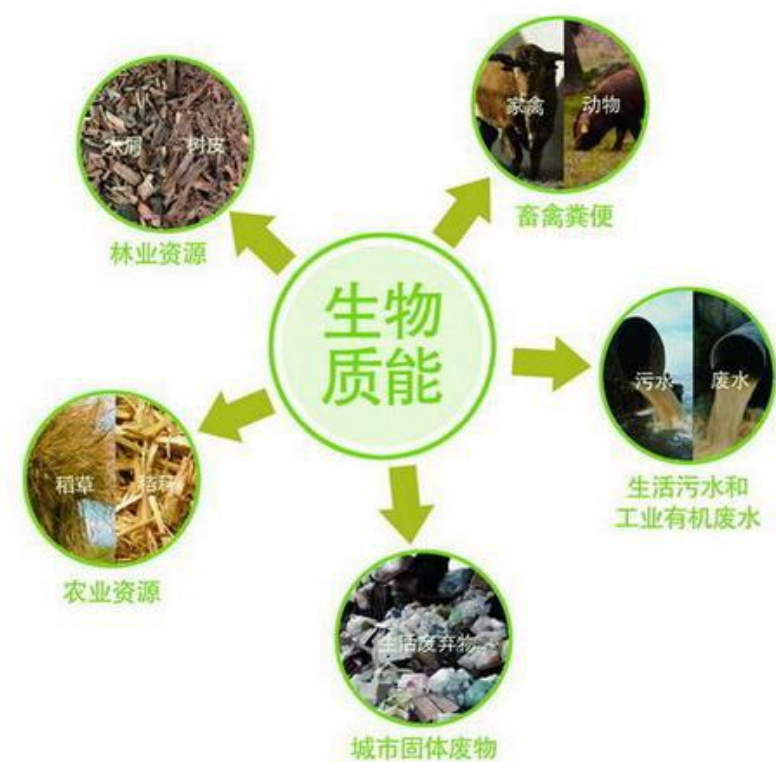 家禽 动物
畜禽粪便
木屑 树皮
林业资源
生物
质能
污水 废水
生活污水和
工业有机废水
稻草 秸秆
农业资源
生活废弃物
城市固体废物